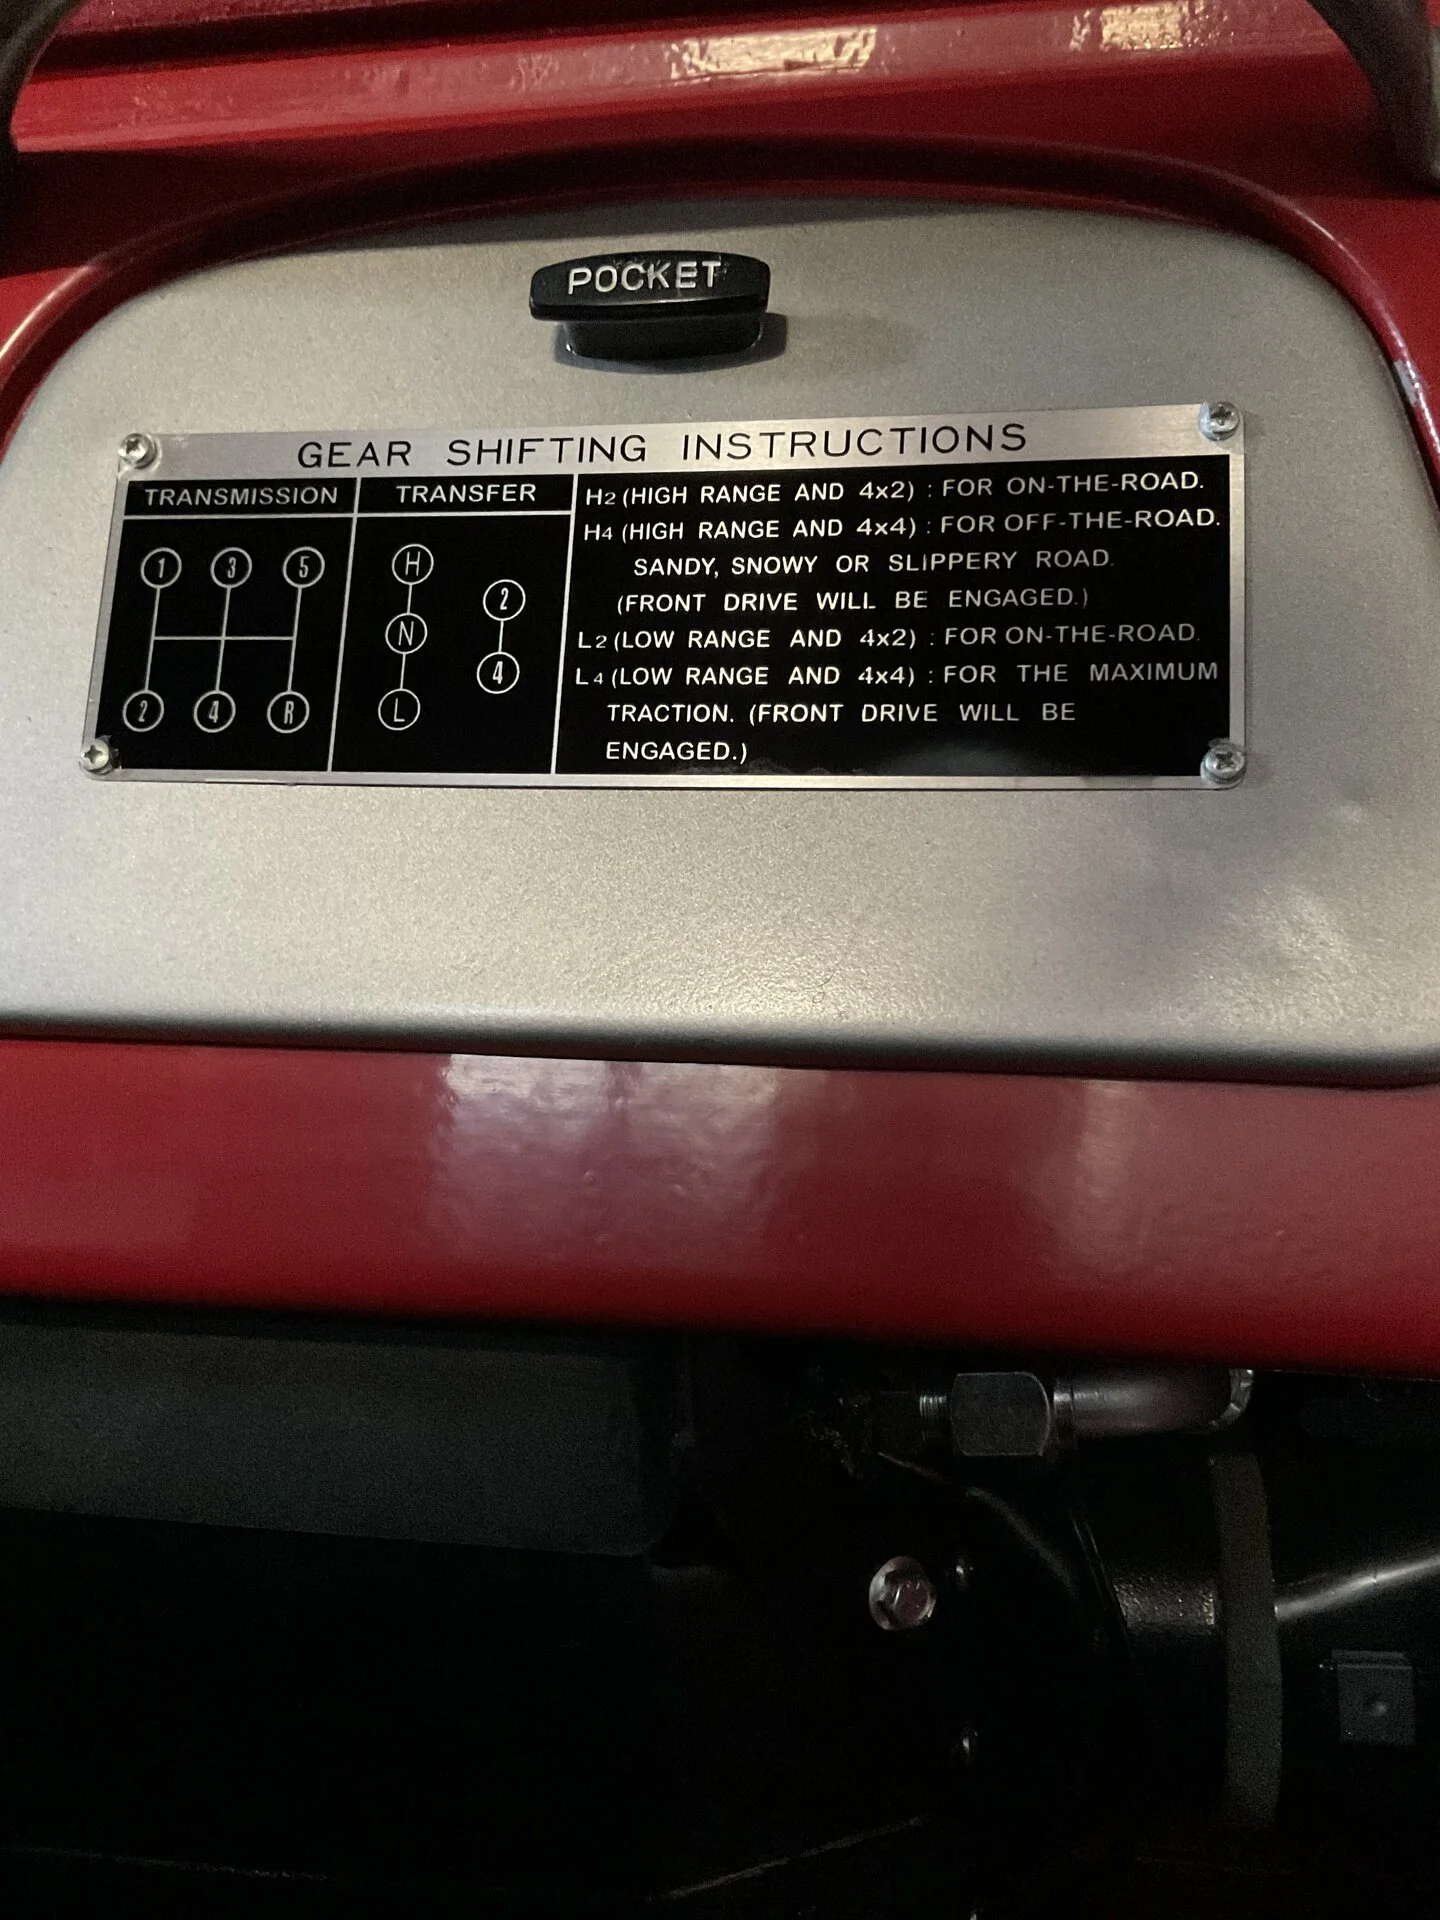 POCKET
GEAR SHIFTING INSTRUCTIONS
TRANSMISSION
1 3 5
2 4 R
TRANSFER
H
N
L
2
4
H2 (HIGH RANGE AND 4x2) : FOR ON-THE-ROAD.
H4 (HIGH RANGE AND 4x4) : FOR OFF-THE-ROAD.
SANDY, SNOWY OR SLIPPERY ROAD.
(FRONT DRIVE WILL BE ENGAGED.)
L2 (LOW RANGE AND 4x2) : FOR ON-THE-ROAD.
L4 (LOW RANGE AND 4x4) : FOR THE MAXIMUM
TRACTION. (FRONT DRIVE WILL BE
ENGAGED.)